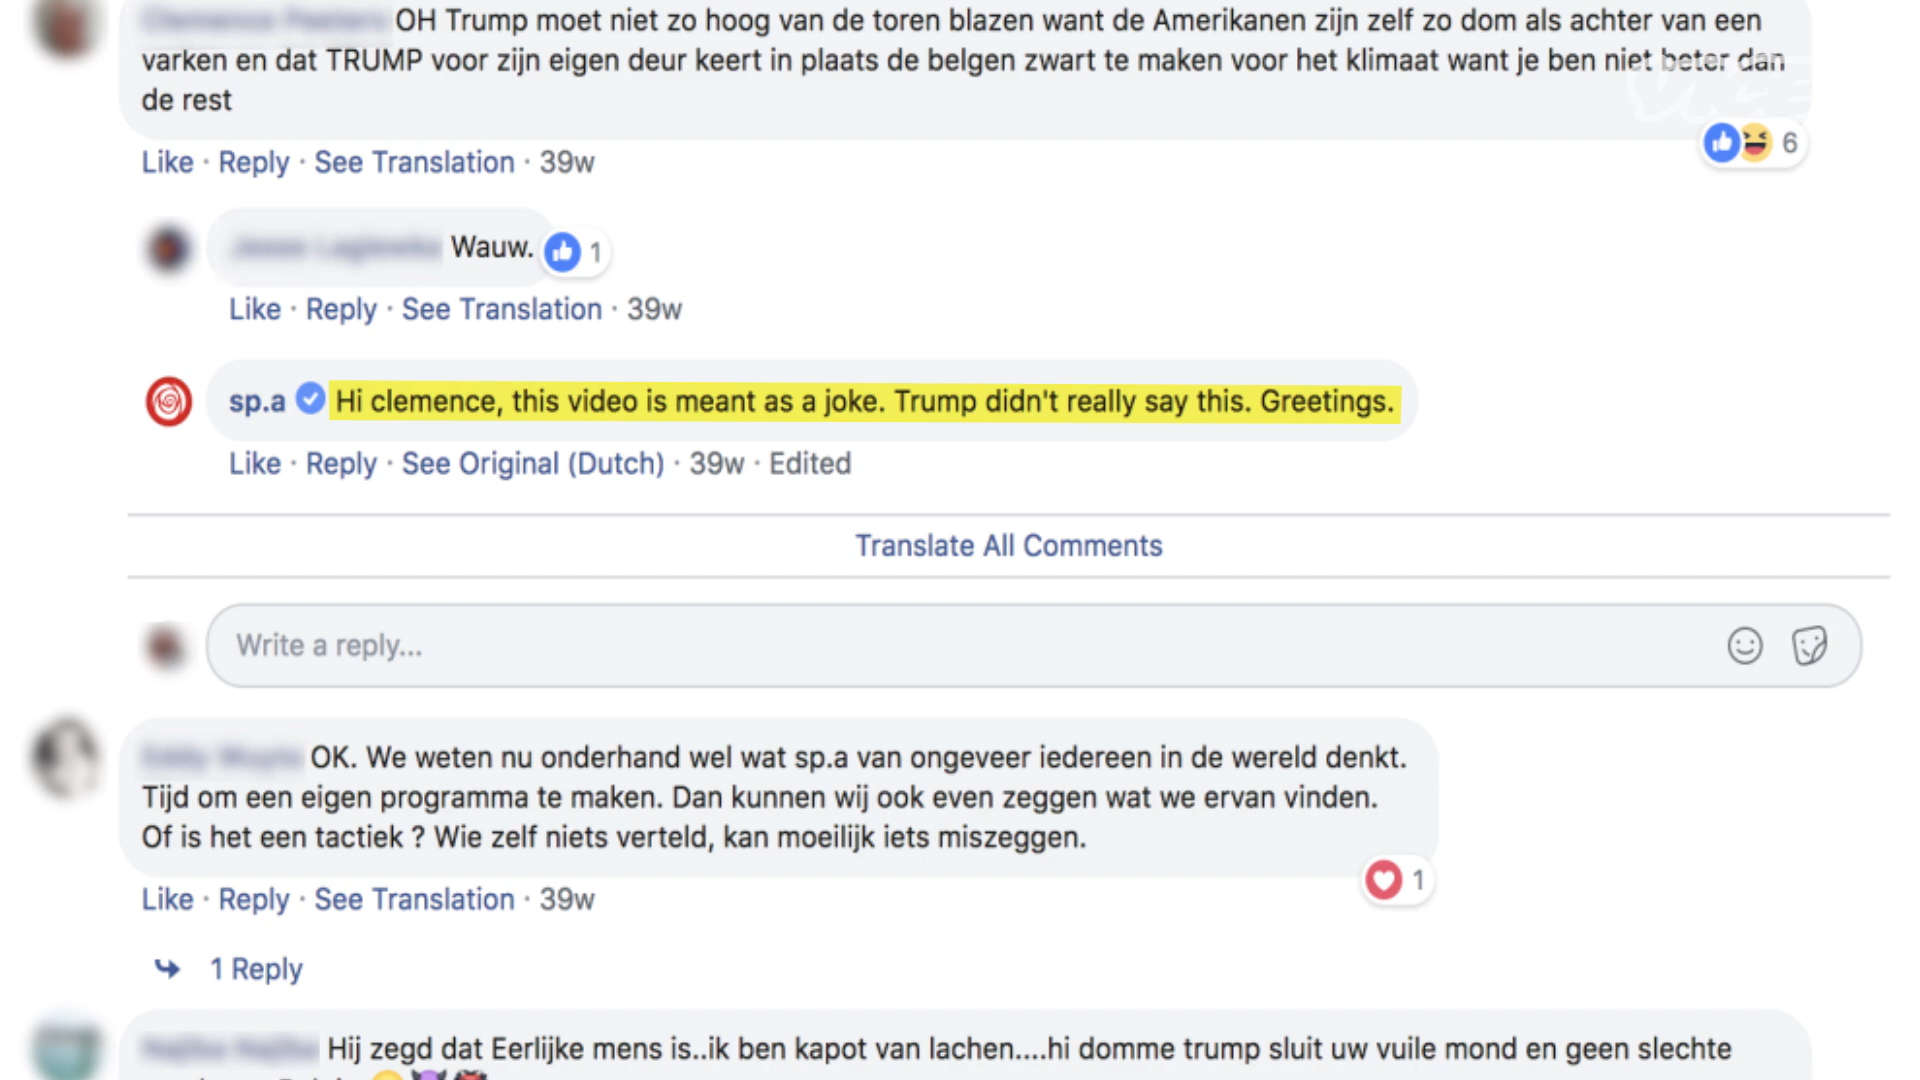 OH Trump moet niet zo hoog van de toren blazen want de Amerikanen zijn zelf zo dom als achter van een
varken en dat TRUMP voor zijn eigen deur keert in plaats de belgen zwart te maken voor het klimaat want je ben niet beter dan
de rest
VICE
6
Like · Reply · See Translation · 39w
Wauw. 1
Like · Reply · See Translation · 39w
sp.a Hi clemence, this video is meant as a joke. Trump didn't really say this. Greetings.
Like · Reply · See Original (Dutch) · 39w · Edited
Translate All Comments
Write a reply...
OK. We weten nu onderhand wel wat sp.a van ongeveer iedereen in de wereld denkt.
Tijd om een eigen programma te maken. Dan kunnen wij ook even zeggen wat we ervan vinden.
Of is het een tactiek ? Wie zelf niets verteld, kan moeilijk iets miszeggen.
1
Like · Reply · See Translation · 39w
1 Reply
Hij zegd dat Eerlijke mens is..ik ben kapot van lachen....hi domme trump sluit uw vuile mond en geen slechte